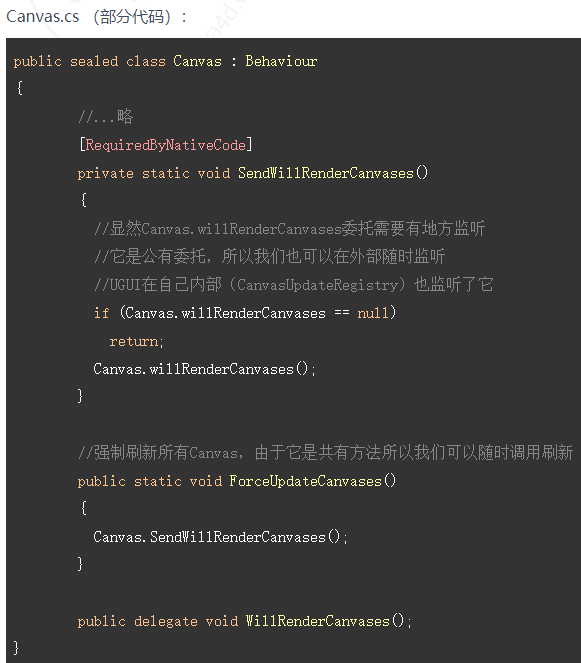 Canvas.cs （部分代码）：
public sealed class Canvas : Behaviour
{
//...略
[RequiredByNativeCode]
private static void SendWillRenderCanvases()
{
//显然Canvas.willRenderCanvases委托需要有地方监听
//它是公有委托，所以我们也可以在外部随时监听
//UGUI在自己内部（CanvasUpdateRegistry）也监听了它
if (Canvas.willRenderCanvases == null)
return;
Canvas.willRenderCanvases();
}
//强制刷新所有Canvas，由于它是共有方法所以我们可以随时调用刷新
public static void ForceUpdateCanvases()
{
Canvas.SendWillRenderCanvases();
}
public delegate void WillRenderCanvases();
}